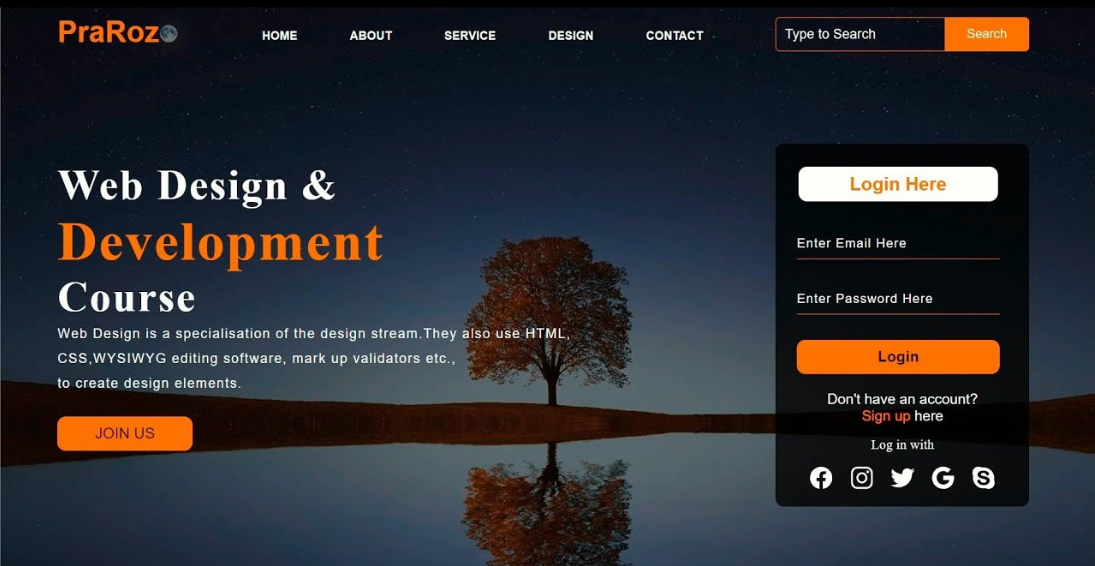 PraRoz
HOME ABOUT SERVICE DESIGN CONTACT
Type to Search Search
Web Design &
Development
Course
Web Design is a specialisation of the design stream.They also use HTML,
CSS,WYSIWYG editing software, mark up validators etc.,
to create design elements.
JOIN US
Login Here
Enter Email Here
Enter Password Here
Login
Don't have an account?
Sign up here
Log in with